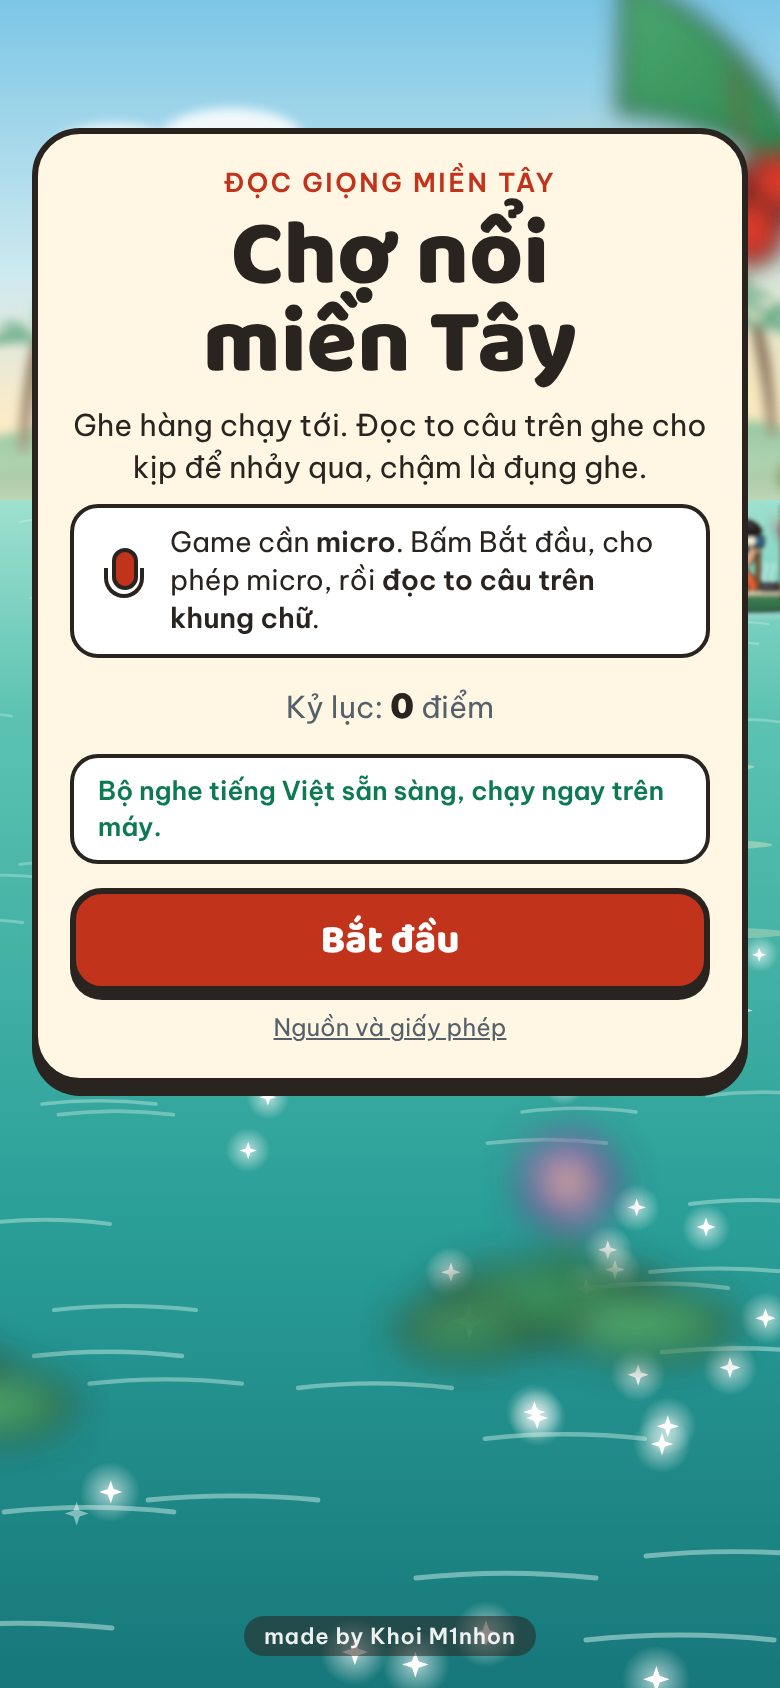 ĐỌC GIỌNG MIỀN TÂY
Chợ nổi
miền Tây
Ghe hàng chạy tới. Đọc to câu trên ghe cho
kịp để nhảy qua, chậm là đụng ghe.
Game cần micro. Bấm Bắt đầu, cho
phép micro, rồi đọc to câu trên
khung chữ.
Kỷ lục: 0 điểm
Bộ nghe tiếng Việt sẵn sàng, chạy ngay trên
máy.
Bắt đầu
Nguồn và giấy phép
made by Khoi M1nhon